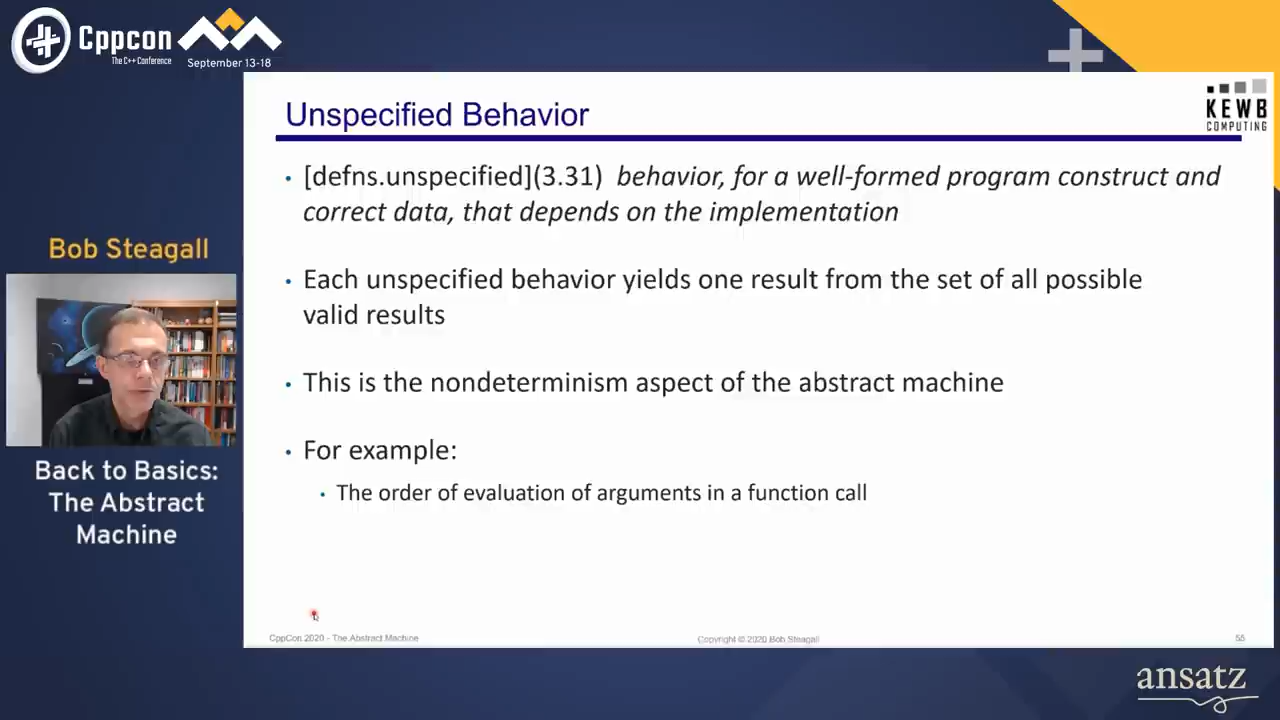 Cppcon
The C++ Conference
September 13-18
KEWB
COMPUTING
Unspecified Behavior
• [defns.unspecified](3.31) behavior, for a well-formed program construct and
correct data, that depends on the implementation
• Each unspecified behavior yields one result from the set of all possible
valid results
• This is the nondeterminism aspect of the abstract machine
• For example:
• The order of evaluation of arguments in a function call
Bob Steagall
Back to Basics:
The Abstract
Machine
CppCon 2020 - The Abstract Machine
Copyright © 2020 Bob Steagall
55
ansatz